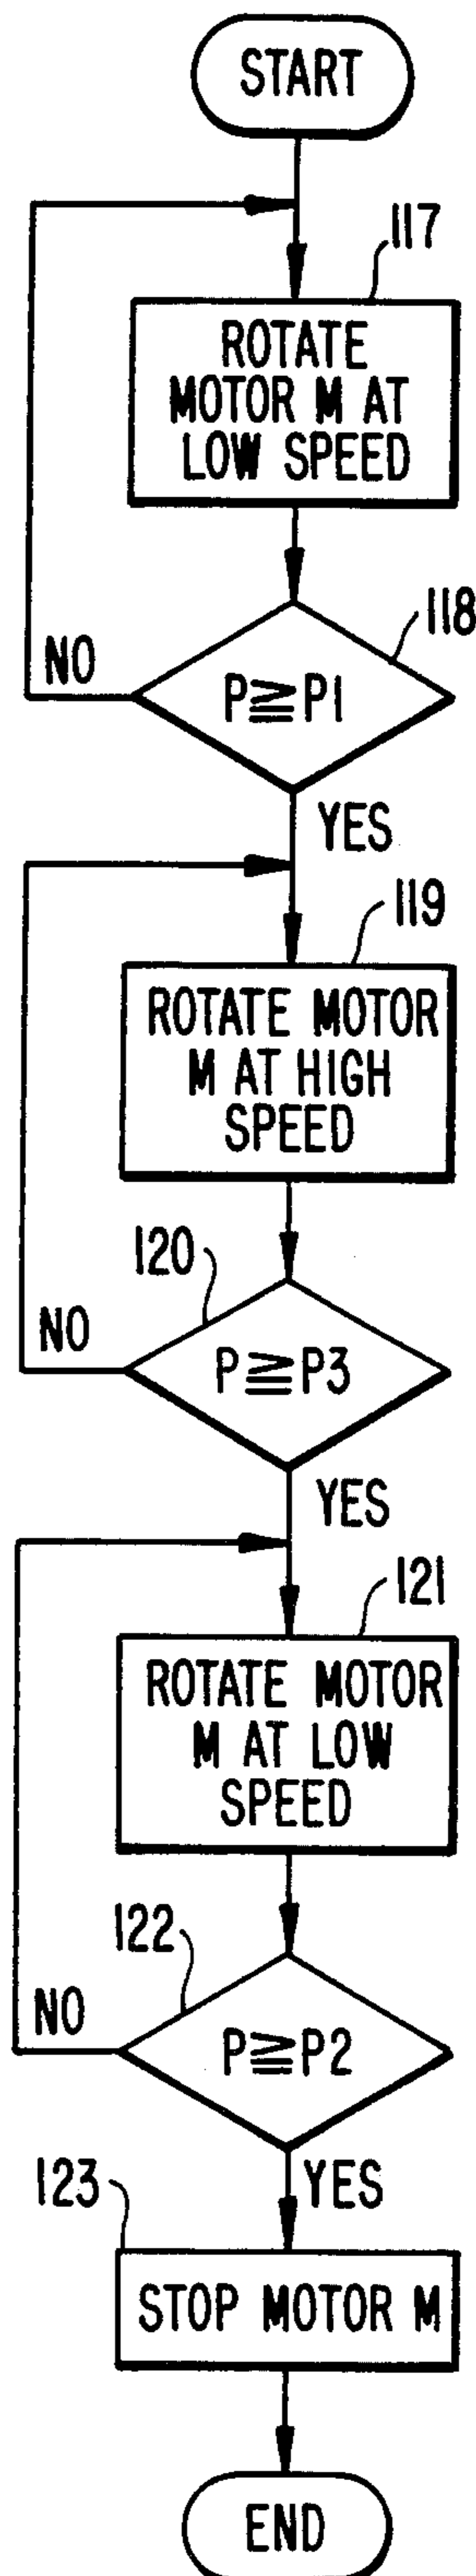 START
117
ROTATE
MOTOR M AT
LOW SPEED
118
P≧P1
NO
YES
119
ROTATE MOTOR
M AT HIGH
SPEED
120
P≧P3
NO
YES
121
ROTATE MOTOR
M AT LOW
SPEED
122
P≧P2
NO
YES
123
STOP MOTOR M
END